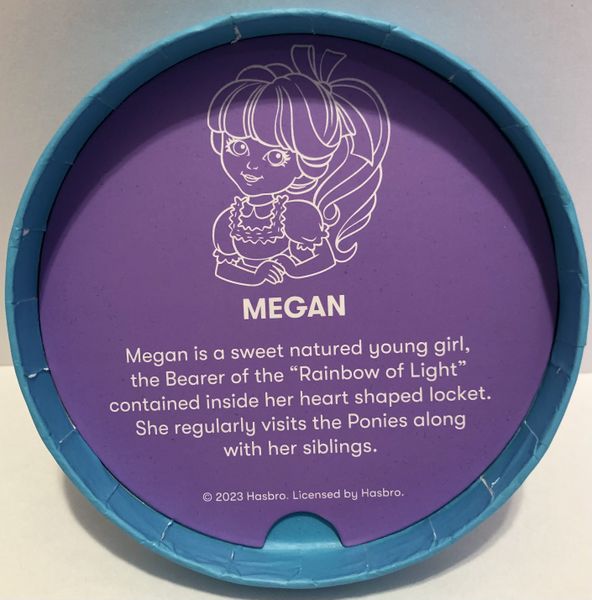 MEGAN
Megan is a sweet natured young girl,
the Bearer of the “Rainbow of Light”
contained inside her heart shaped locket.
She regularly visits the Ponies along
with her siblings.
© 2023 Hasbro. Licensed by Hasbro.